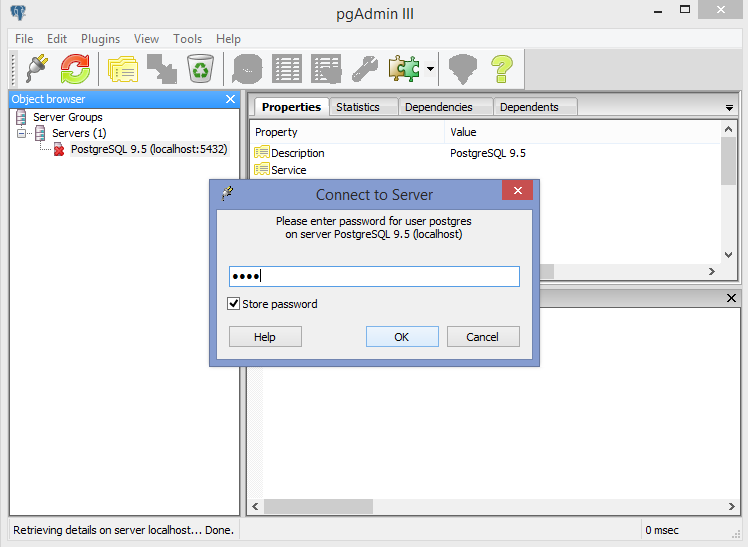 pgAdmin III
File Edit Plugins View Tools Help
Object browser
Server Groups
Servers (1)
PostgreSQL 9.5 (localhost:5432)
Properties Statistics Dependencies Dependents
Property Value
Description PostgreSQL 9.5
Service
Connect to Server
Please enter password for user postgres
on server PostgreSQL 9.5 (localhost)
••••
Store password
Help OK Cancel
Retrieving details on server localhost... Done. 0 msec